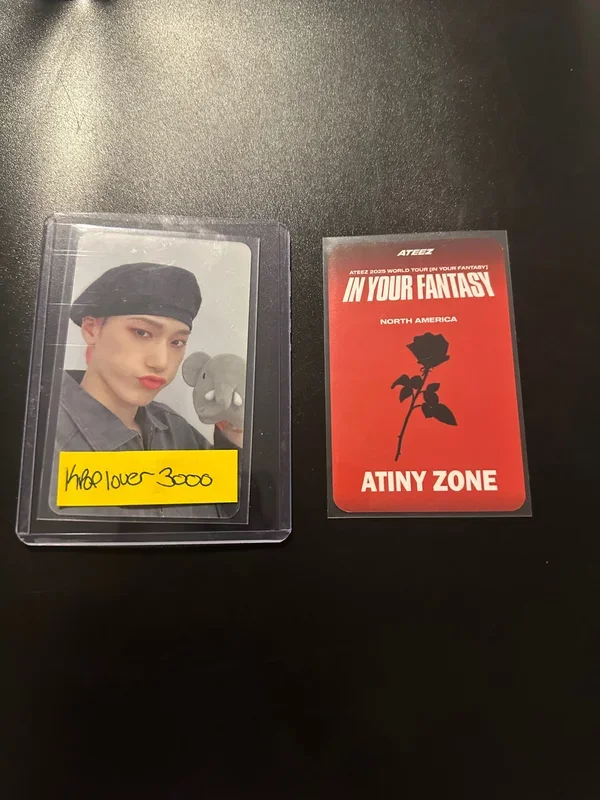 KPOPlover 3000
ATEEZ
ATEEZ 2025 WORLD TOUR [IN YOUR FANTASY]
IN YOUR FANTASY
NORTH AMERICA
ATINY ZONE